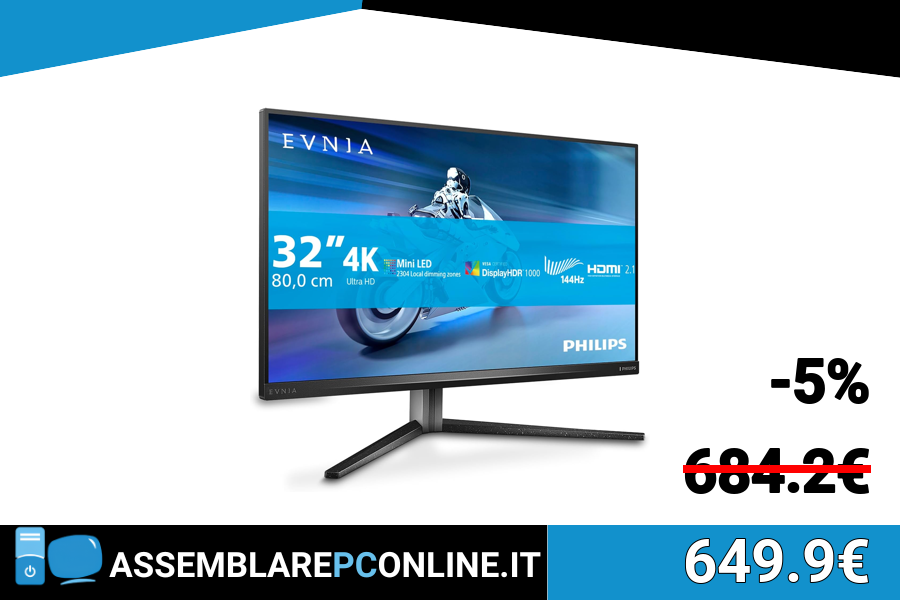 EVNIA
32” 4K
80,0 cm Ultra HD
Mini LED
2304 Local dimming zones
DisplayHDR 1000
144Hz
HDMI 2.1
PHILIPS
EVNIA
PHILIPS
-5%
684.2€
ASSEMBLAREPCONLINE.IT
649.9€